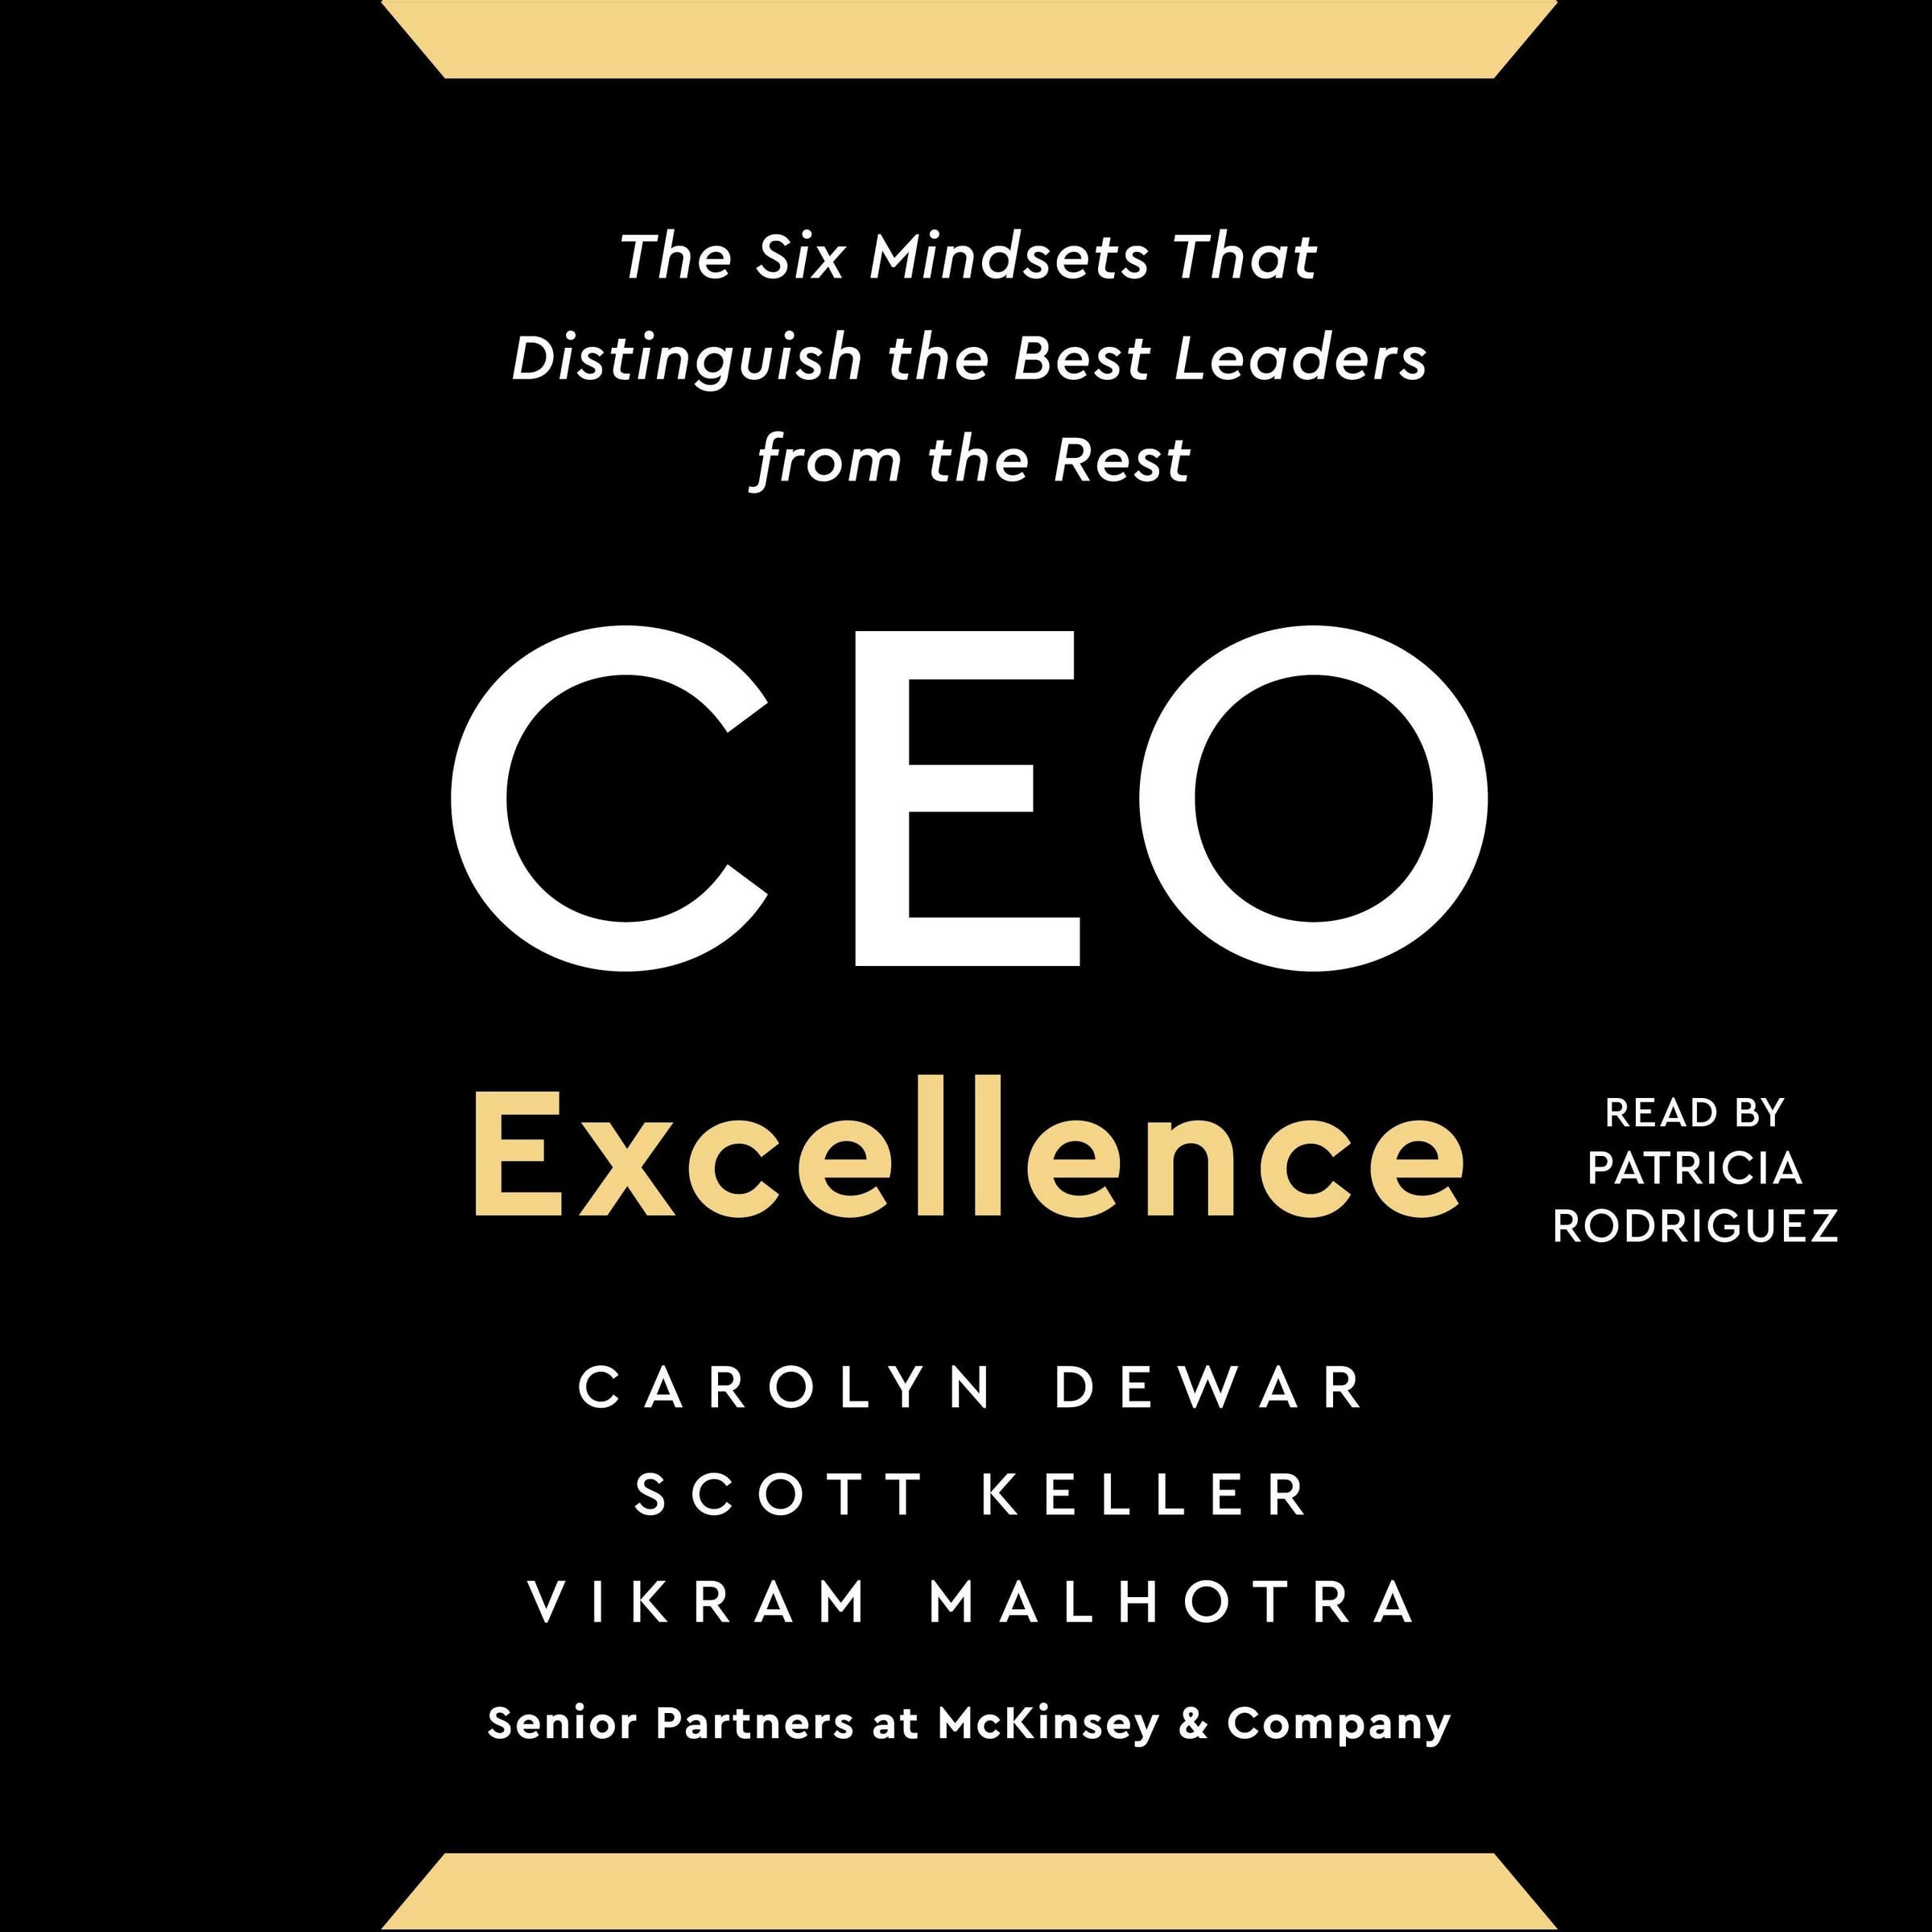 The Six Mindsets That
Distinguish the Best Leaders
from the Rest
CEO
Excellence
READ BY
PATRICIA
RODRIGUEZ
CAROLYN DEWAR
SCOTT KELLER
VIKRAM MALHOTRA
Senior Partners at McKinsey & Company